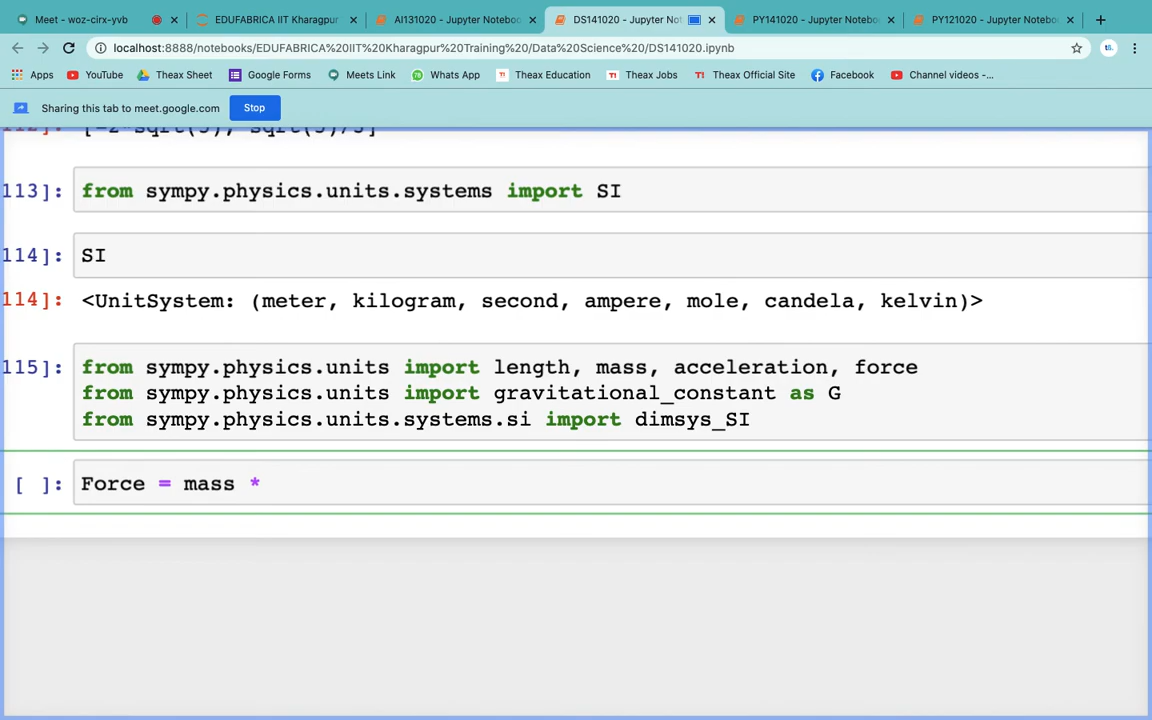 Meet - woz-cirx-yvb
EDUFABRICA IIT Kharagpur
AI131020 - Jupyter Noteboo
DS141020 - Jupyter Not
PY141020 - Jupyter Noteboo
PY121020 - Jupyter Noteboo
localhost:8888/notebooks/EDUFABRICA%20IIT%20Kharagpur%20Training%20/Data%20Science%20/DS141020.ipynb
Apps YouTube Theax Sheet Google Forms Meets Link Whats App Theax Education Theax Jobs Theax Official Site Facebook Channel videos -...
Sharing this tab to meet.google.com Stop
113]: from sympy.physics.units.systems import SI
114]: SI
114]: <UnitSystem: (meter, kilogram, second, ampere, mole, candela, kelvin)>
115]: from sympy.physics.units import length, mass, acceleration, force
from sympy.physics.units import gravitational_constant as G
from sympy.physics.units.systems.si import dimsys_SI
[ ]: Force = mass *